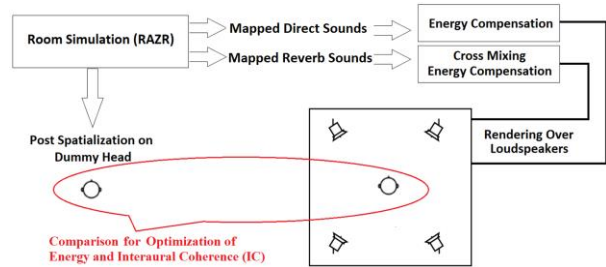 Room Simulation (RAZR)
Mapped Direct Sounds
Energy Compensation
Mapped Reverb Sounds
Cross Mixing
Energy Compensation
Post Spatialization on
Dummy Head
Rendering Over
Loudspeakers
Comparison for Optimization of
Energy and Interaural Coherence (IC)